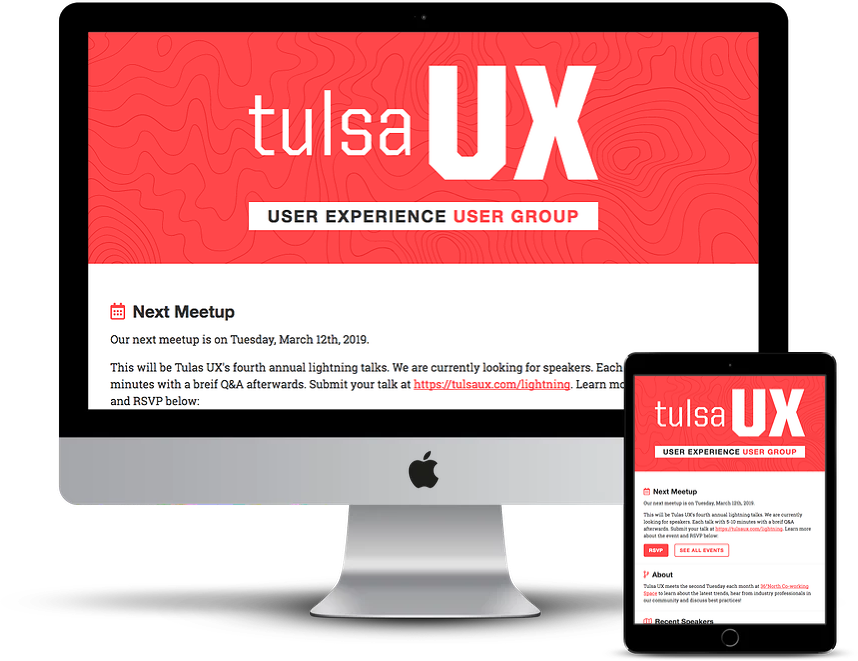 tulsa UX
USER EXPERIENCE USER GROUP
Next Meetup
Our next meetup is on Tuesday, March 12th, 2019.
This will be Tulas UX's fourth annual lightning talks. We are currently looking for speakers. Each
minutes with a breif Q&A afterwards. Submit your talk at https://tulsaux.com/lightning. Learn mo
and RSVP below:
tulsa UX
USER EXPERIENCE USER GROUP
Next Meetup
Our next meetup is on Tuesday, March 12th, 2019.
This will be Tulas UX's fourth annual lightning talks. We are currently
looking for speakers. Each talk with 5-10 minutes with a breif Q&A
afterwards. Submit your talk at https://tulsaux.com/lightning. Learn more
about the event and RSVP below:
RSVP
SEE ALL EVENTS
About
Tulsa UX meets the second Tuesday each month at 36°North Co-working
Space to learn about the latest trends, hear from industry professionals in
our community and discuss best practices!
Recent Speakers